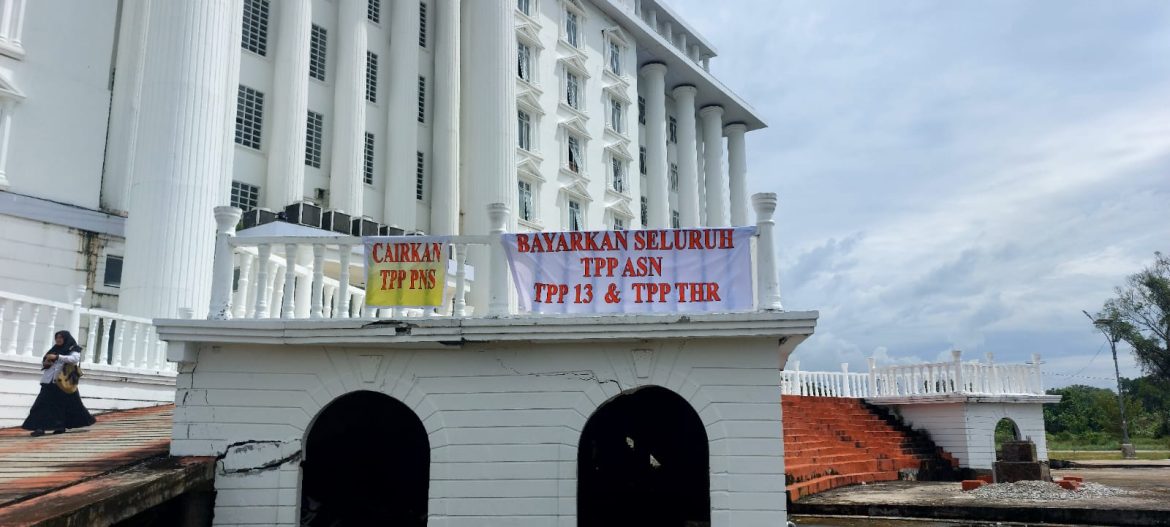 CAIRKAN
TPP PNS
BAYARKAN SELURUH
TPP ASN
TPP 13 & TPP THR